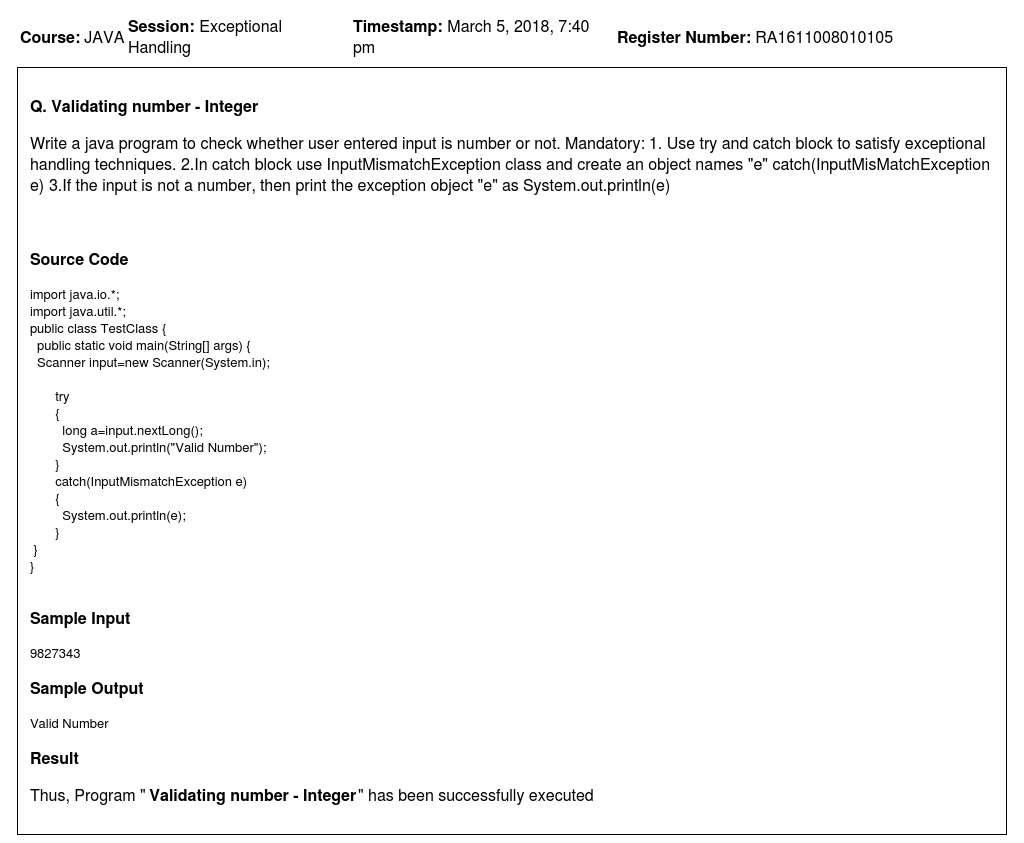 Course: JAVA Session: Exceptional Handling Timestamp: March 5, 2018, 7:40 pm Register Number: RA1611008010105
Q. Validating number - Integer
Write a java program to check whether user entered input is number or not. Mandatory: 1. Use try and catch block to satisfy exceptional
handling techniques. 2.In catch block use InputMismatchException class and create an object names "e" catch(InputMisMatchException
e) 3.If the input is not a number, then print the exception object "e" as System.out.println(e)
Source Code
import java.io.*;
import java.util.*;
public class TestClass {
  public static void main(String[] args) {
  Scanner input=new Scanner(System.in);
       try
       {
         long a=input.nextLong();
         System.out.println("Valid Number");
       }
       catch(InputMismatchException e)
       {
         System.out.println(e);
       }
 }
}
Sample Input
9827343
Sample Output
Valid Number
Result
Thus, Program " Validating number - Integer" has been successfully executed